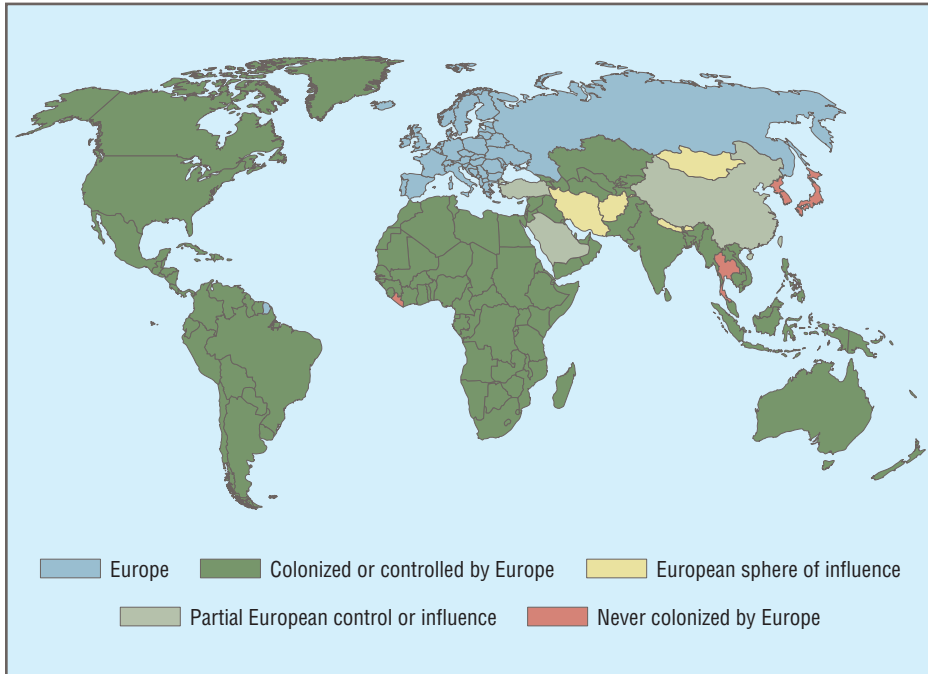 Europe
Colonized or controlled by Europe
European sphere of influence
Partial European control or influence
Never colonized by Europe